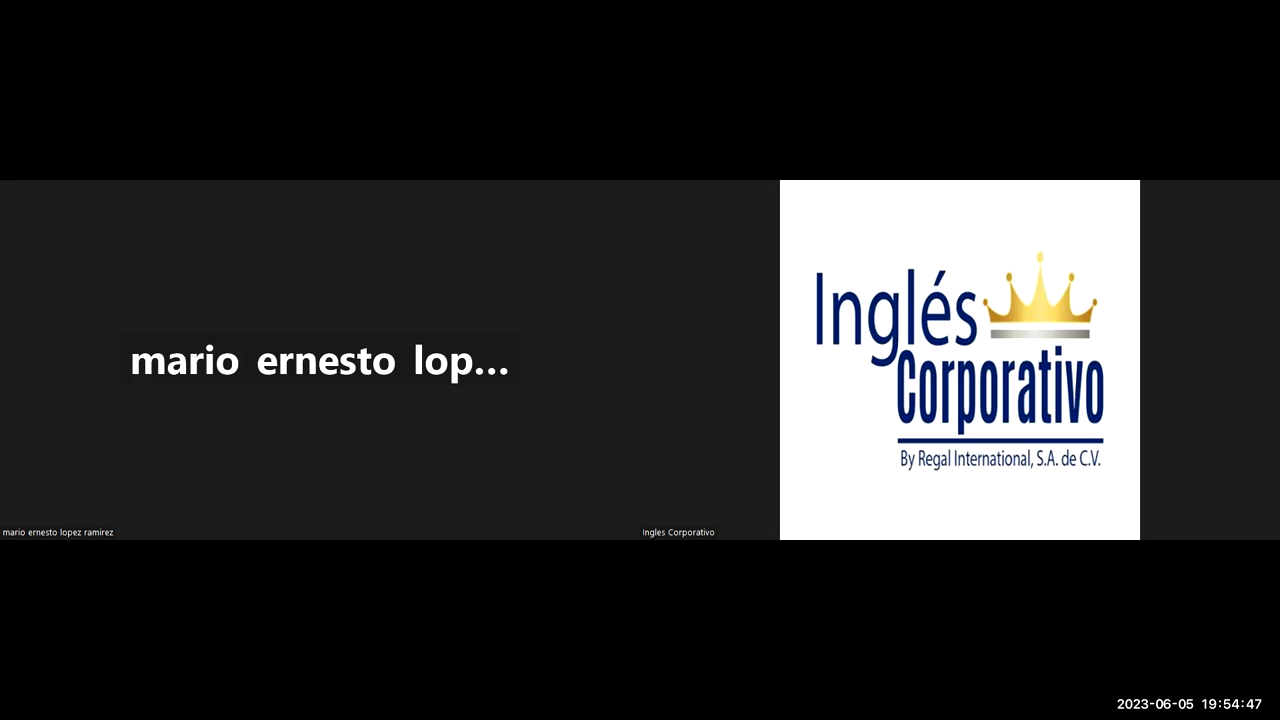 mario ernesto lop...
Inglés
Corporativo
By Regal International, S.A. de C.V.
mario ernesto lopez ramirez
Ingles Corporativo
2023-06-05 19:54:47